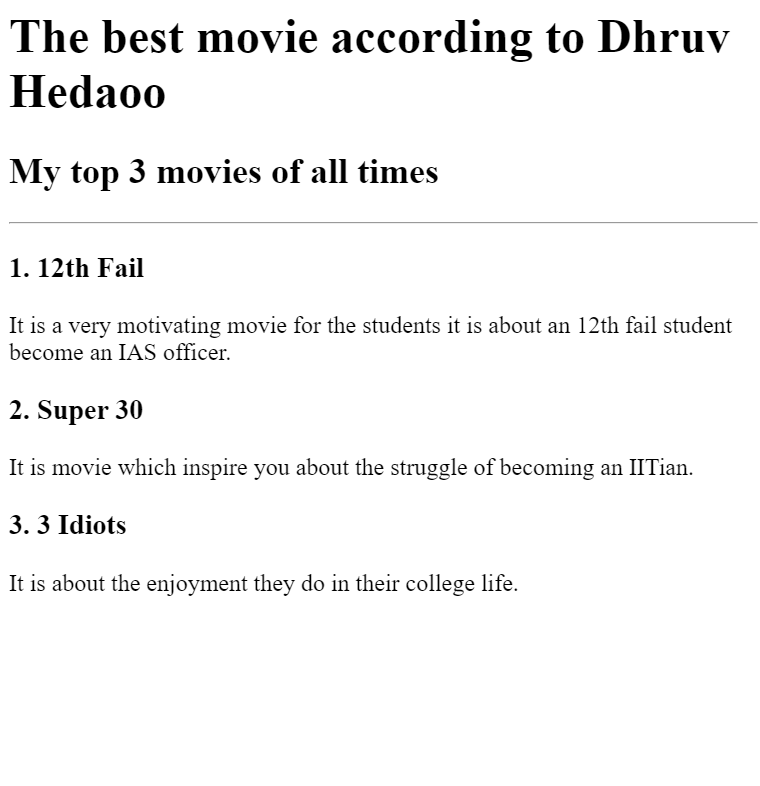 The best movie according to Dhruv
Hedaoo
My top 3 movies of all times
1. 12th Fail
It is a very motivating movie for the students it is about an 12th fail student
become an IAS officer.
2. Super 30
It is movie which inspire you about the struggle of becoming an IITian.
3. 3 Idiots
It is about the enjoyment they do in their college life.